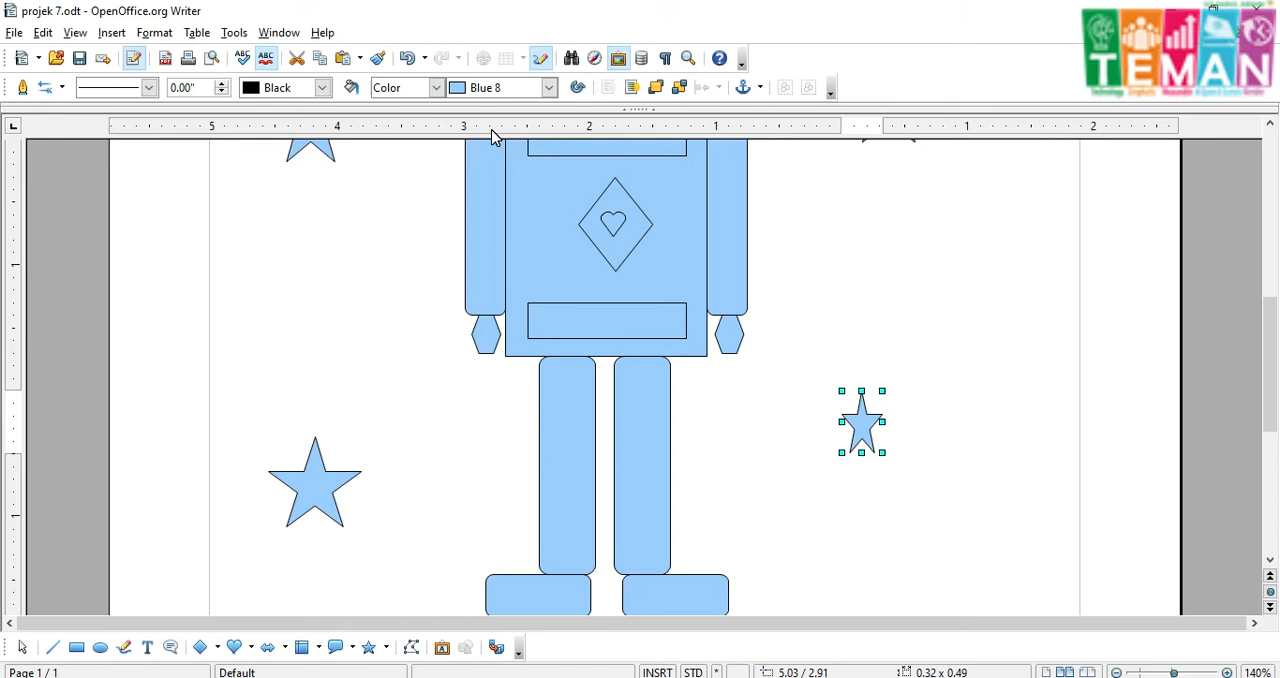 projek 7.odt - OpenOffice.org Writer
File Edit View Insert Format Table Tools Window Help
TEMAN
0.00" Black Color Blue 8
5 4 3 2 1 1 2
1
1
Page 1 / 1 Default INSRT STD * 5.03 / 2.91 0.32 x 0.49 140%